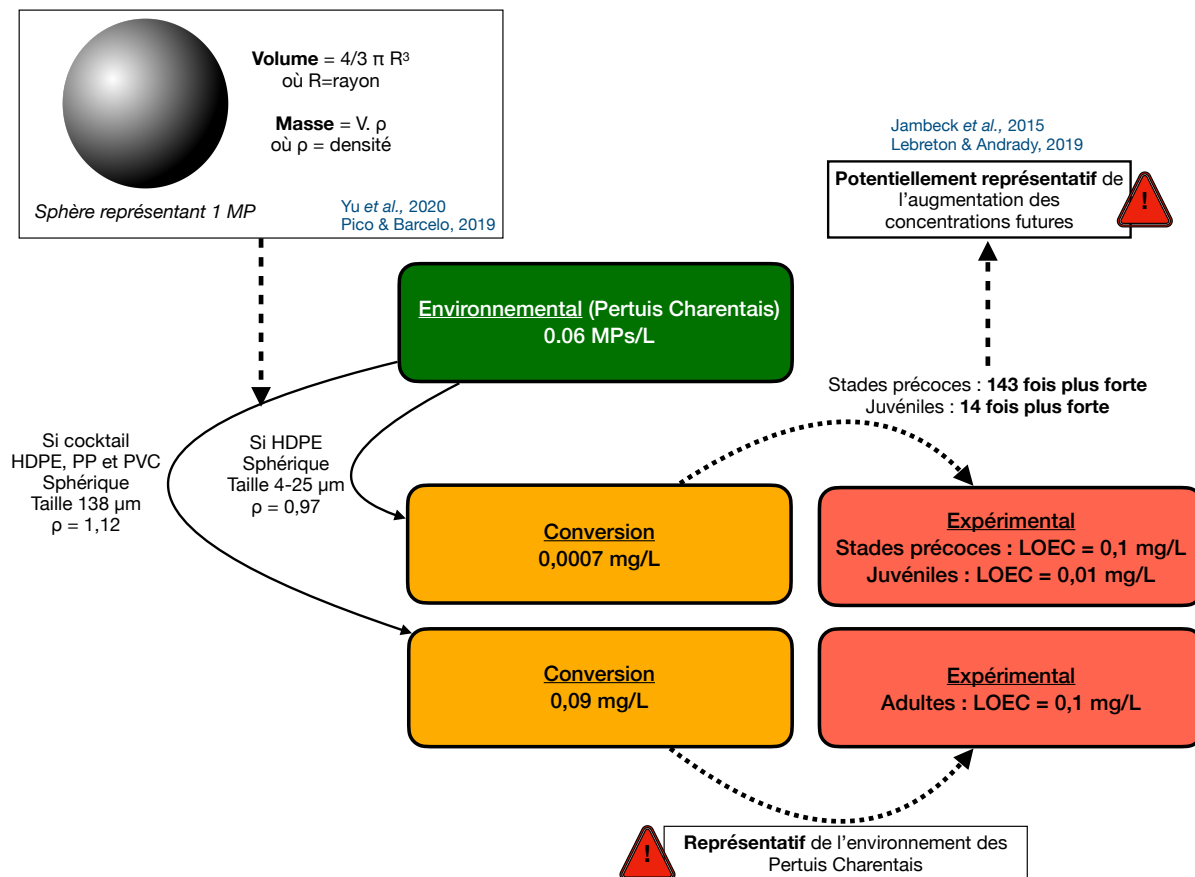 Volume = 4/3 π R³
où R=rayon
Masse = V. ρ
où ρ = densité
Sphère représentant 1 MP
Yu et al., 2020
Pico & Barcelo, 2019
Jambeck et al., 2015
Lebreton & Andrady, 2019
Potentiellement représentatif de
l'augmentation des
concentrations futures
!
Environnemental (Pertuis Charentais)
0.06 MPs/L
Stades précoces : 143 fois plus forte
Juvéniles : 14 fois plus forte
Si cocktail
HDPE, PP et PVC
Sphérique
Taille 138 µm
ρ = 1,12
Si HDPE
Sphérique
Taille 4-25 µm
ρ = 0,97
Conversion
0,0007 mg/L
Expérimental
Stades précoces : LOEC = 0,1 mg/L
Juvéniles : LOEC = 0,01 mg/L
Conversion
0,09 mg/L
Expérimental
Adultes : LOEC = 0,1 mg/L
!
Représentatif de l'environnement des
Pertuis Charentais